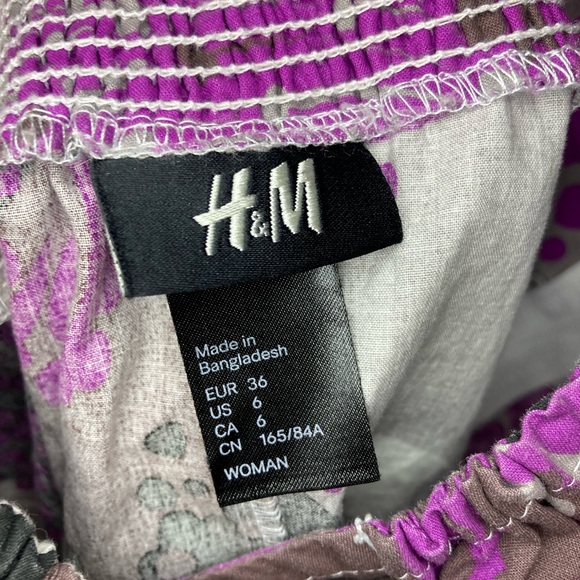 H&M
Made in
Bangladesh
EUR 36
US 6
CA 6
CN 165/84A
WOMAN